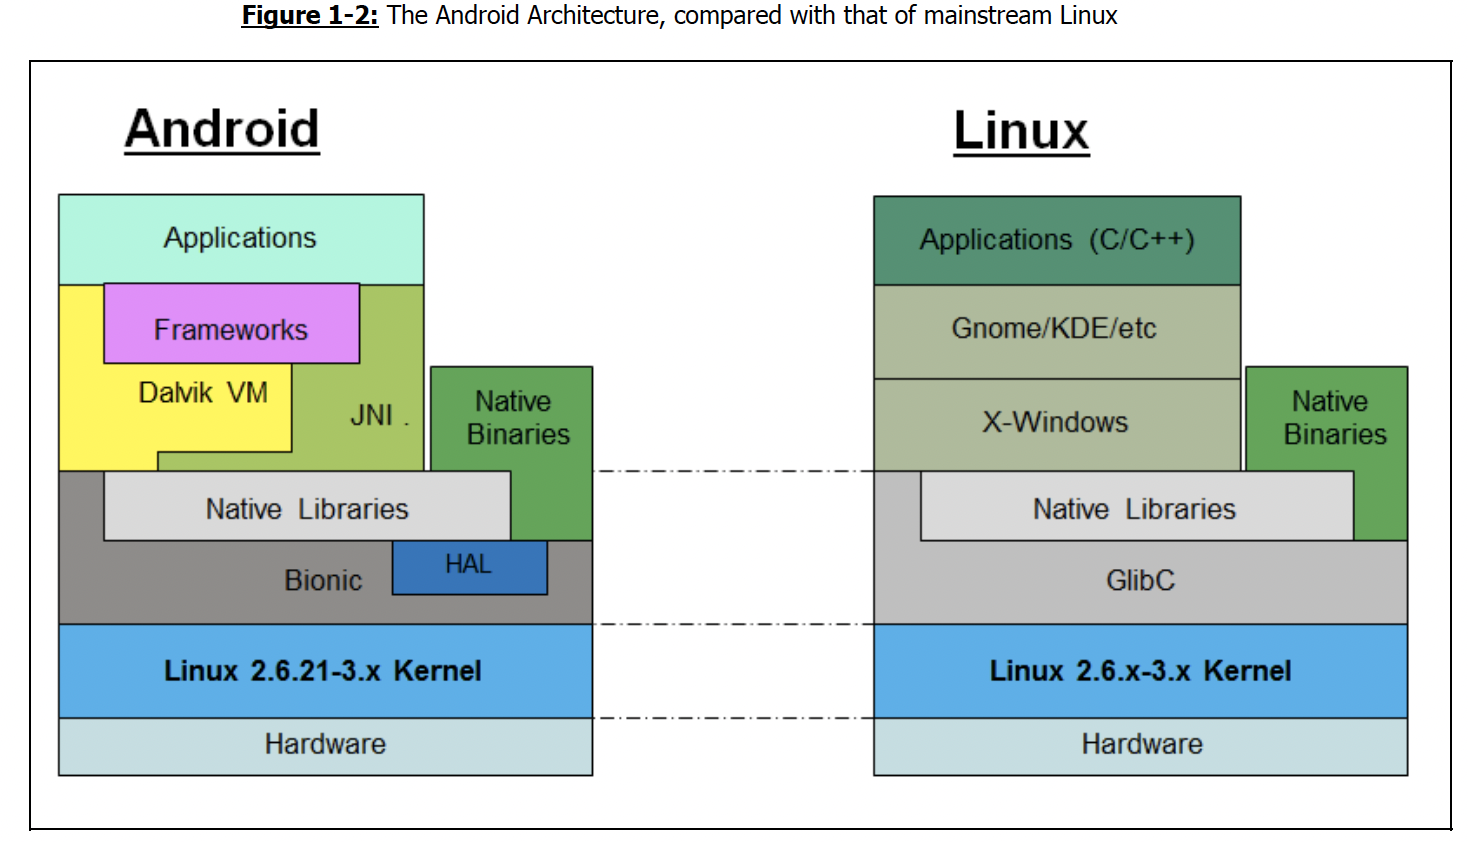 Figure 1-2: The Android Architecture, compared with that of mainstream Linux
Android
Applications
Frameworks
Dalvik VM
JNI .
Native
Binaries
Native Libraries
HAL
Bionic
Linux 2.6.21-3.x Kernel
Hardware
Linux
Applications (C/C++)
Gnome/KDE/etc
X-Windows
Native
Binaries
Native Libraries
GlibC
Linux 2.6.x-3.x Kernel
Hardware